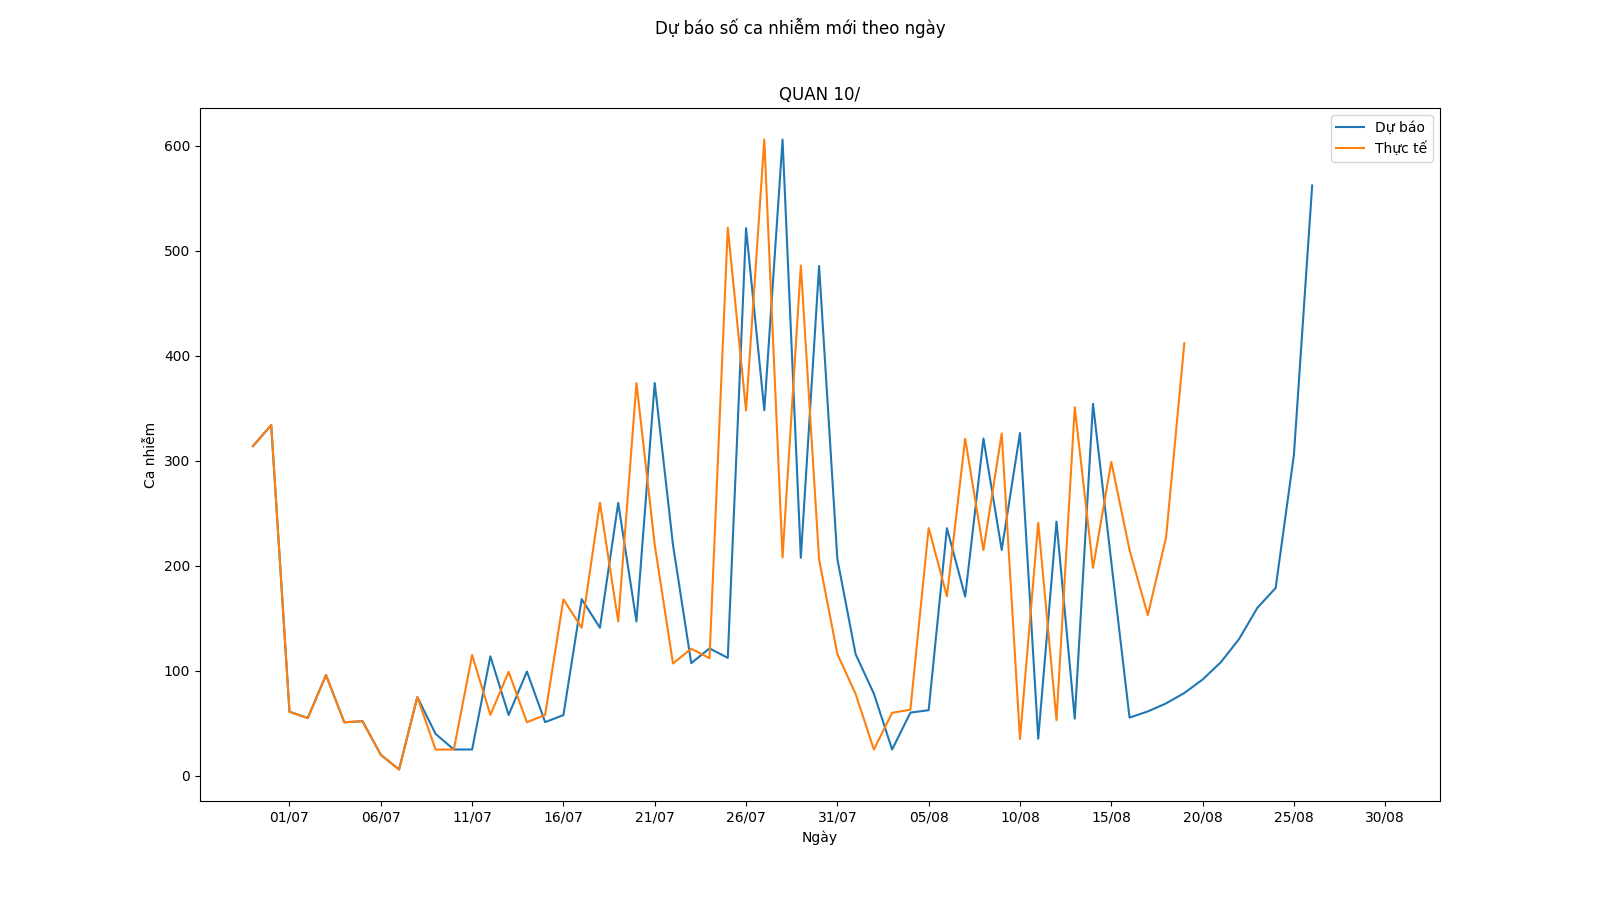 Dự báo số ca nhiễm mới theo ngày
QUAN 10/
Dự báo
Thực tế
600
500
400
300
200
100
0
Ca nhiễm
01/07 06/07 11/07 16/07 21/07 26/07 31/07 05/08 10/08 15/08 20/08 25/08 30/08
Ngày